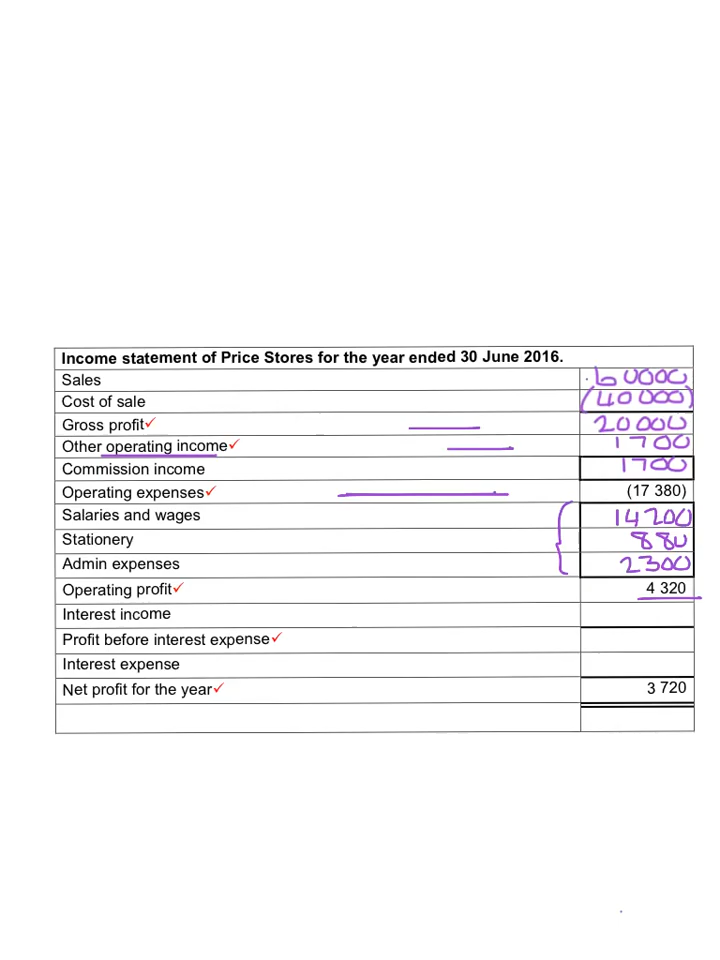 Income statement of Price Stores for the year ended 30 June 2016.
Sales 60000
Cost of sale (40000)
Gross profit✓ 20000
Other operating income✓ 1700
Commission income 1700
Operating expenses✓ (17 380)
Salaries and wages 14200
Stationery 880
Admin expenses 2300
Operating profit✓ 4 320
Interest income
Profit before interest expense✓
Interest expense
Net profit for the year✓ 3 720